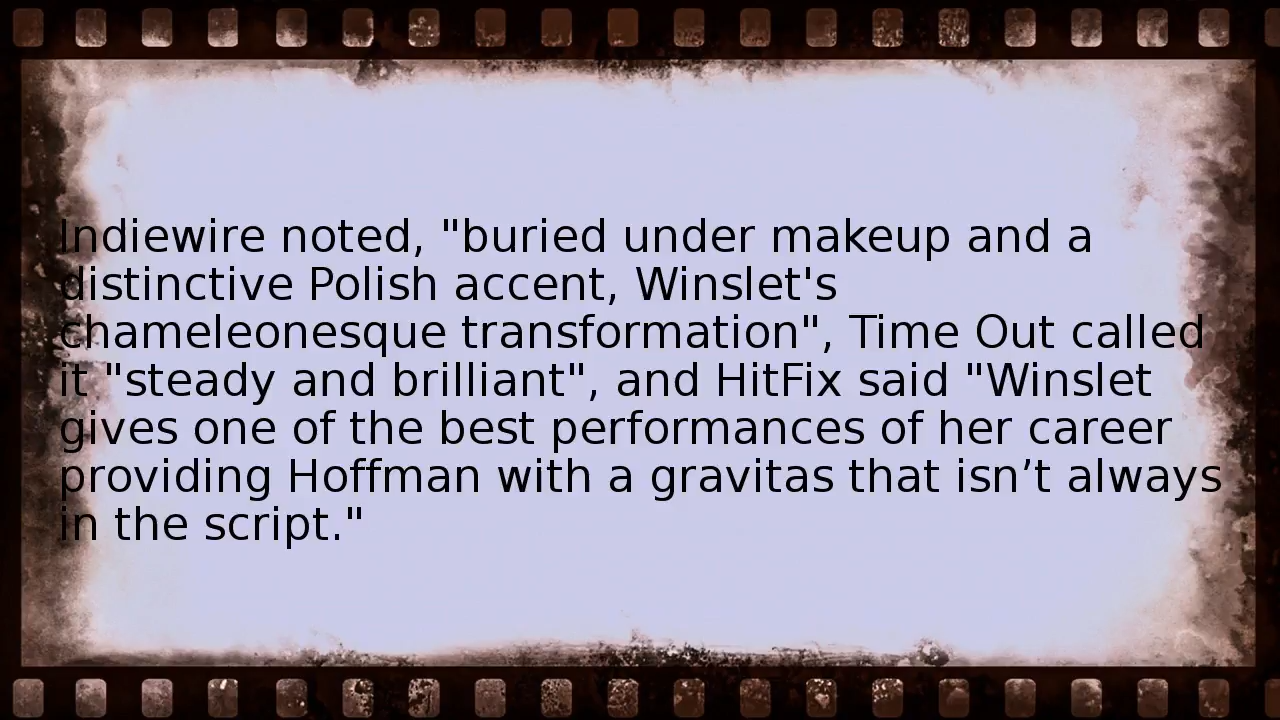 Indiewire noted, "buried under makeup and a
distinctive Polish accent, Winslet's
chameleonesque transformation", Time Out called
it "steady and brilliant", and HitFix said "Winslet
gives one of the best performances of her career
providing Hoffman with a gravitas that isn’t always
in the script."